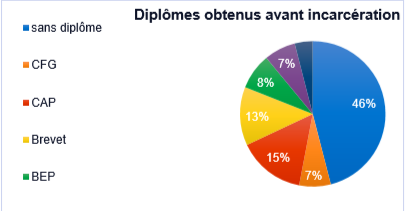 Diplômes obtenus avant incarcération
sans diplôme
CFG
CAP
Brevet
BEP
46%
7%
15%
13%
8%
7%